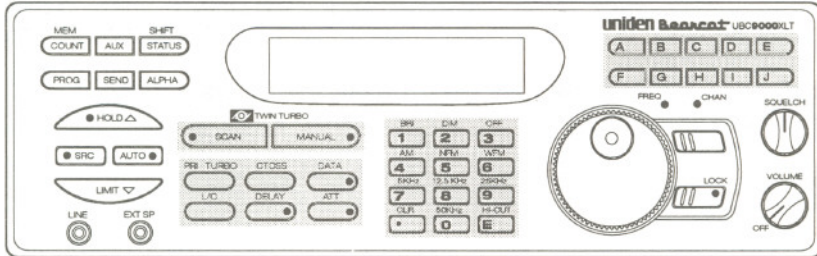 uniden Bearcat UBC9000XLT
MEM SHIFT
COUNT AUX STATUS
PROG SEND ALPHA
A B C D E
F G H I J
FREQ CHAN
SQUELCH
HOLD △
SRC AUTO
LIMIT ▽
LINE EXT SP
TWIN TURBO
SCAN MANUAL
PRI TURBO CTCSS DATA
L/O DELAY ATT
BRI DIM OFF
1 2 3
AM NFM WFM
4 5 6
5KHz 12.5 KHz 25KHz
7 8 9
CLR 50KHz HI-CUT
. 0 E
LOCK
VOLUME
OFF